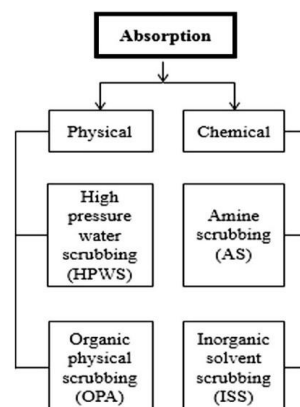 Absorption
Physical
Chemical
High
pressure
water
scrubbing
(HPWS)
Amine
scrubbing
(AS)
Organic
physical
scrubbing
(OPA)
Inorganic
solvent
scrubbing
(ISS)